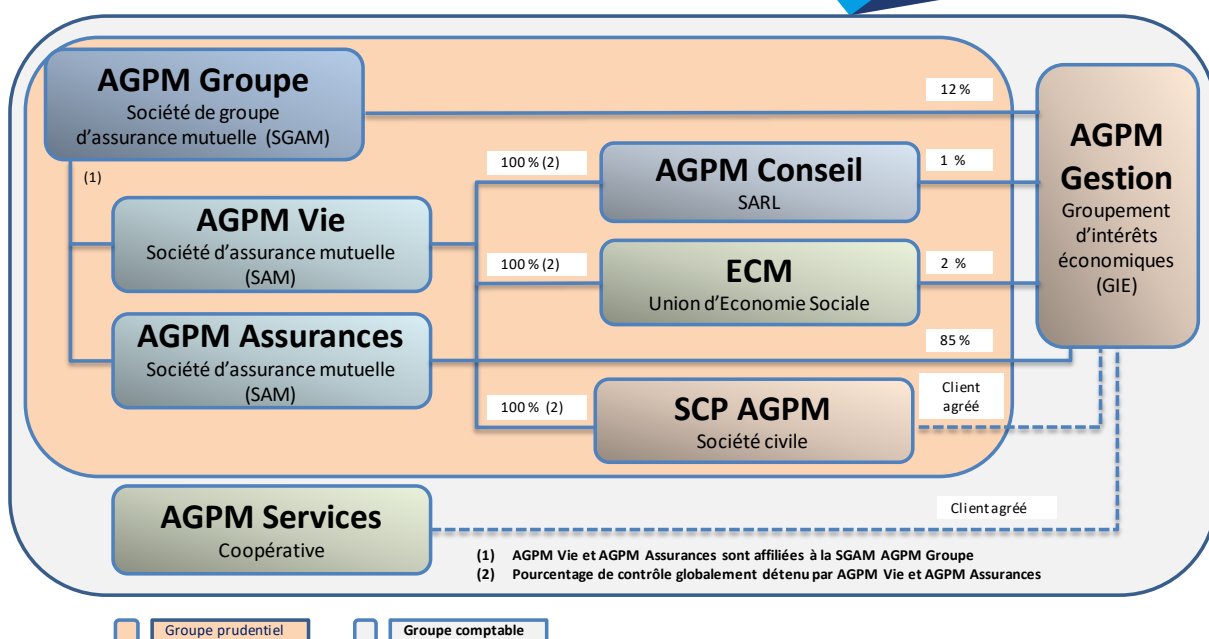 AGPM Groupe
Société de groupe
d'assurance mutuelle (SGAM)
12 %
(1)
AGPM Vie
Société d'assurance mutuelle
(SAM)
AGPM Assurances
Société d'assurance mutuelle
(SAM)
100 % (2)
AGPM Conseil
SARL
1 %
100 % (2)
ECM
Union d'Economie Sociale
2 %
85 %
100 % (2)
SCP AGPM
Société civile
Client
agréé
AGPM
Gestion
Groupement
d'intérêts
économiques
(GIE)
AGPM Services
Coopérative
Client agréé
(1) AGPM Vie et AGPM Assurances sont affiliées à la SGAM AGPM Groupe
(2) Pourcentage de contrôle globalement détenu par AGPM Vie et AGPM Assurances
Groupe prudentiel
Groupe comptable